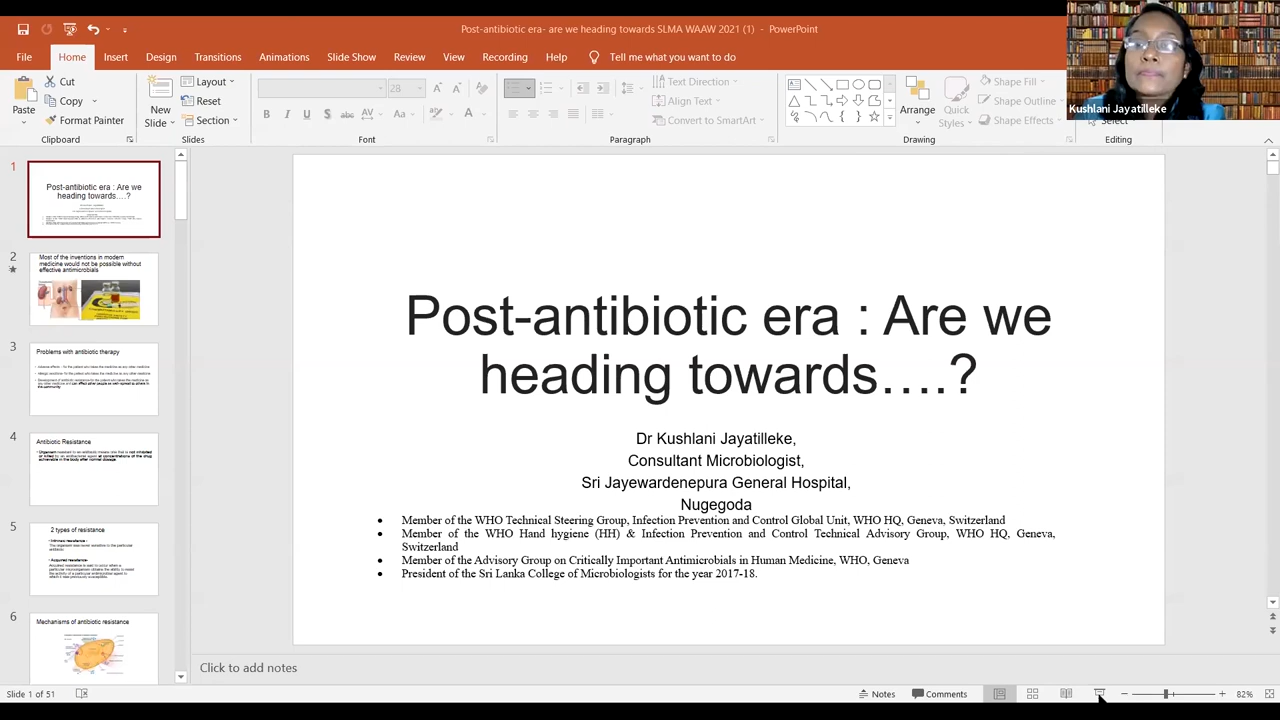 Post-antibiotic era- are we heading towards SLMA WAAW 2021 (1) - PowerPoint
File Home Insert Design Transitions Animations Slide Show Review View Recording Help Tell me what you want to do
Paste
Cut
Copy
Format Painter
Clipboard
New
Slide
Layout
Reset
Section
Slides
28
Font
Text Direction
Align Text
Convert to SmartArt
Paragraph
Arrange
Quick
Styles
Shape Fill
Shape Outline
Shape Effects
Drawing
Select
Editing
Kushlani Jayatilleke
1
Post-antibiotic era : Are we
heading towards….?
2
Most of the inventions in modern
medicine would not be possible without
effective antimicrobials
3
Problems with antibiotic therapy
4
Antibiotic Resistance
5
2 types of resistance
6
Mechanisms of antibiotic resistance
Post-antibiotic era : Are we
heading towards….?
Dr Kushlani Jayatilleke,
Consultant Microbiologist,
Sri Jayewardenepura General Hospital,
Nugegoda
• Member of the WHO Technical Steering Group, Infection Prevention and Control Global Unit, WHO HQ, Geneva, Switzerland
• Member of the WHO Hand hygiene (HH) & Infection Prevention and Control Technical Advisory Group, WHO HQ, Geneva,
Switzerland
• Member of the Advisory Group on Critically Important Antimicrobials in Human Medicine, WHO, Geneva
• President of the Sri Lanka College of Microbiologists for the year 2017-18.
Click to add notes
Slide 1 of 51
Notes
Comments
82%